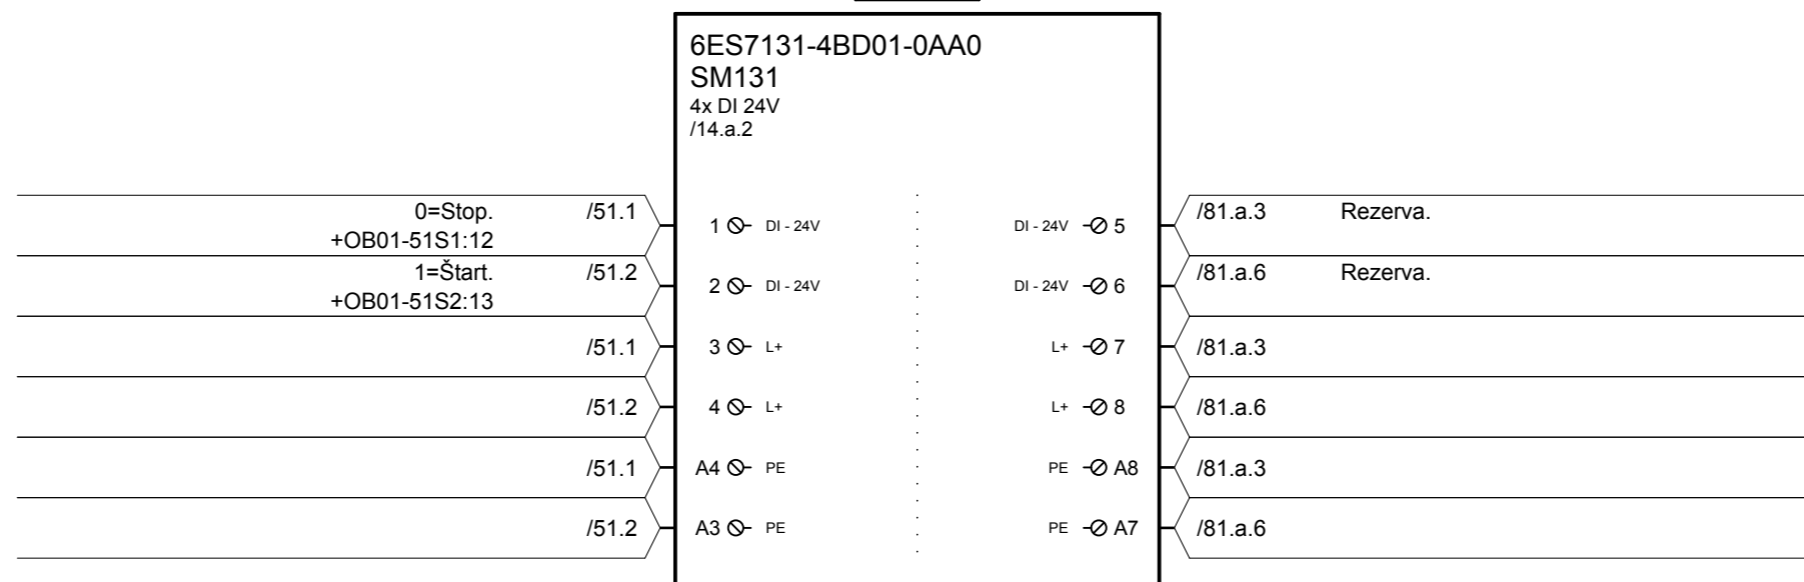 6ES7131-4BD01-0AA0
SM131
4x DI 24V
/14.a.2
0=Stop. /51.1 1 DI - 24V DI - 24V 5 /81.a.3 Rezerva.
+OB01-51S1:12
1=Štart. /51.2 2 DI - 24V DI - 24V 6 /81.a.6 Rezerva.
+OB01-51S2:13
/51.1 3 L+ L+ 7 /81.a.3
/51.2 4 L+ L+ 8 /81.a.6
/51.1 A4 PE PE A8 /81.a.3
/51.2 A3 PE PE A7 /81.a.6